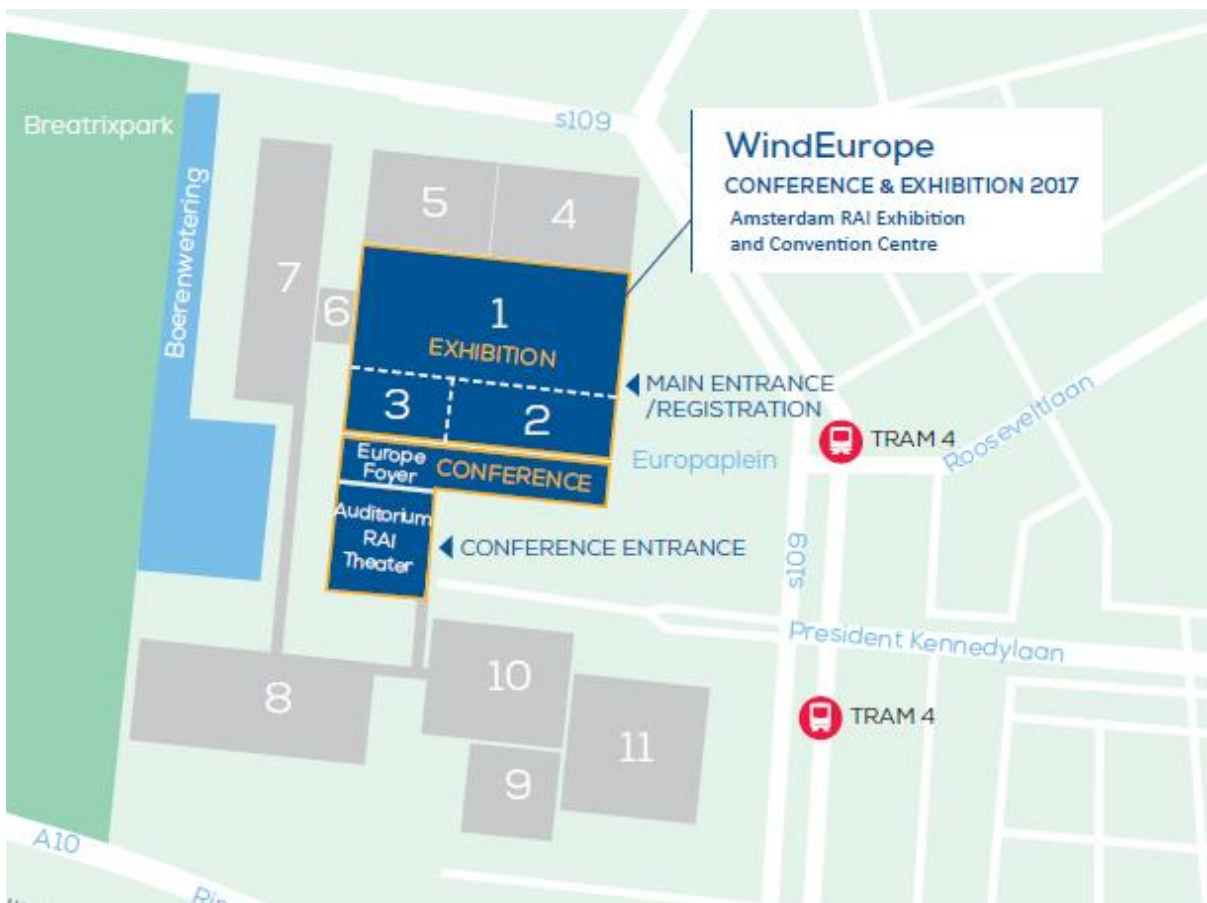 s109
Breatrixpark
WindEurope
CONFERENCE & EXHIBITION 2017
Amsterdam RAI Exhibition
and Convention Centre
Boerenwetering
5
4
7
6
1
EXHIBITION
3
2
MAIN ENTRANCE
/REGISTRATION
TRAM 4
Rooseveltlaan
Europaplein
Europe
Foyer
CONFERENCE
Auditorium
RAI
Theater
CONFERENCE ENTRANCE
s109
President Kennedylaan
8
10
TRAM 4
11
9
A10